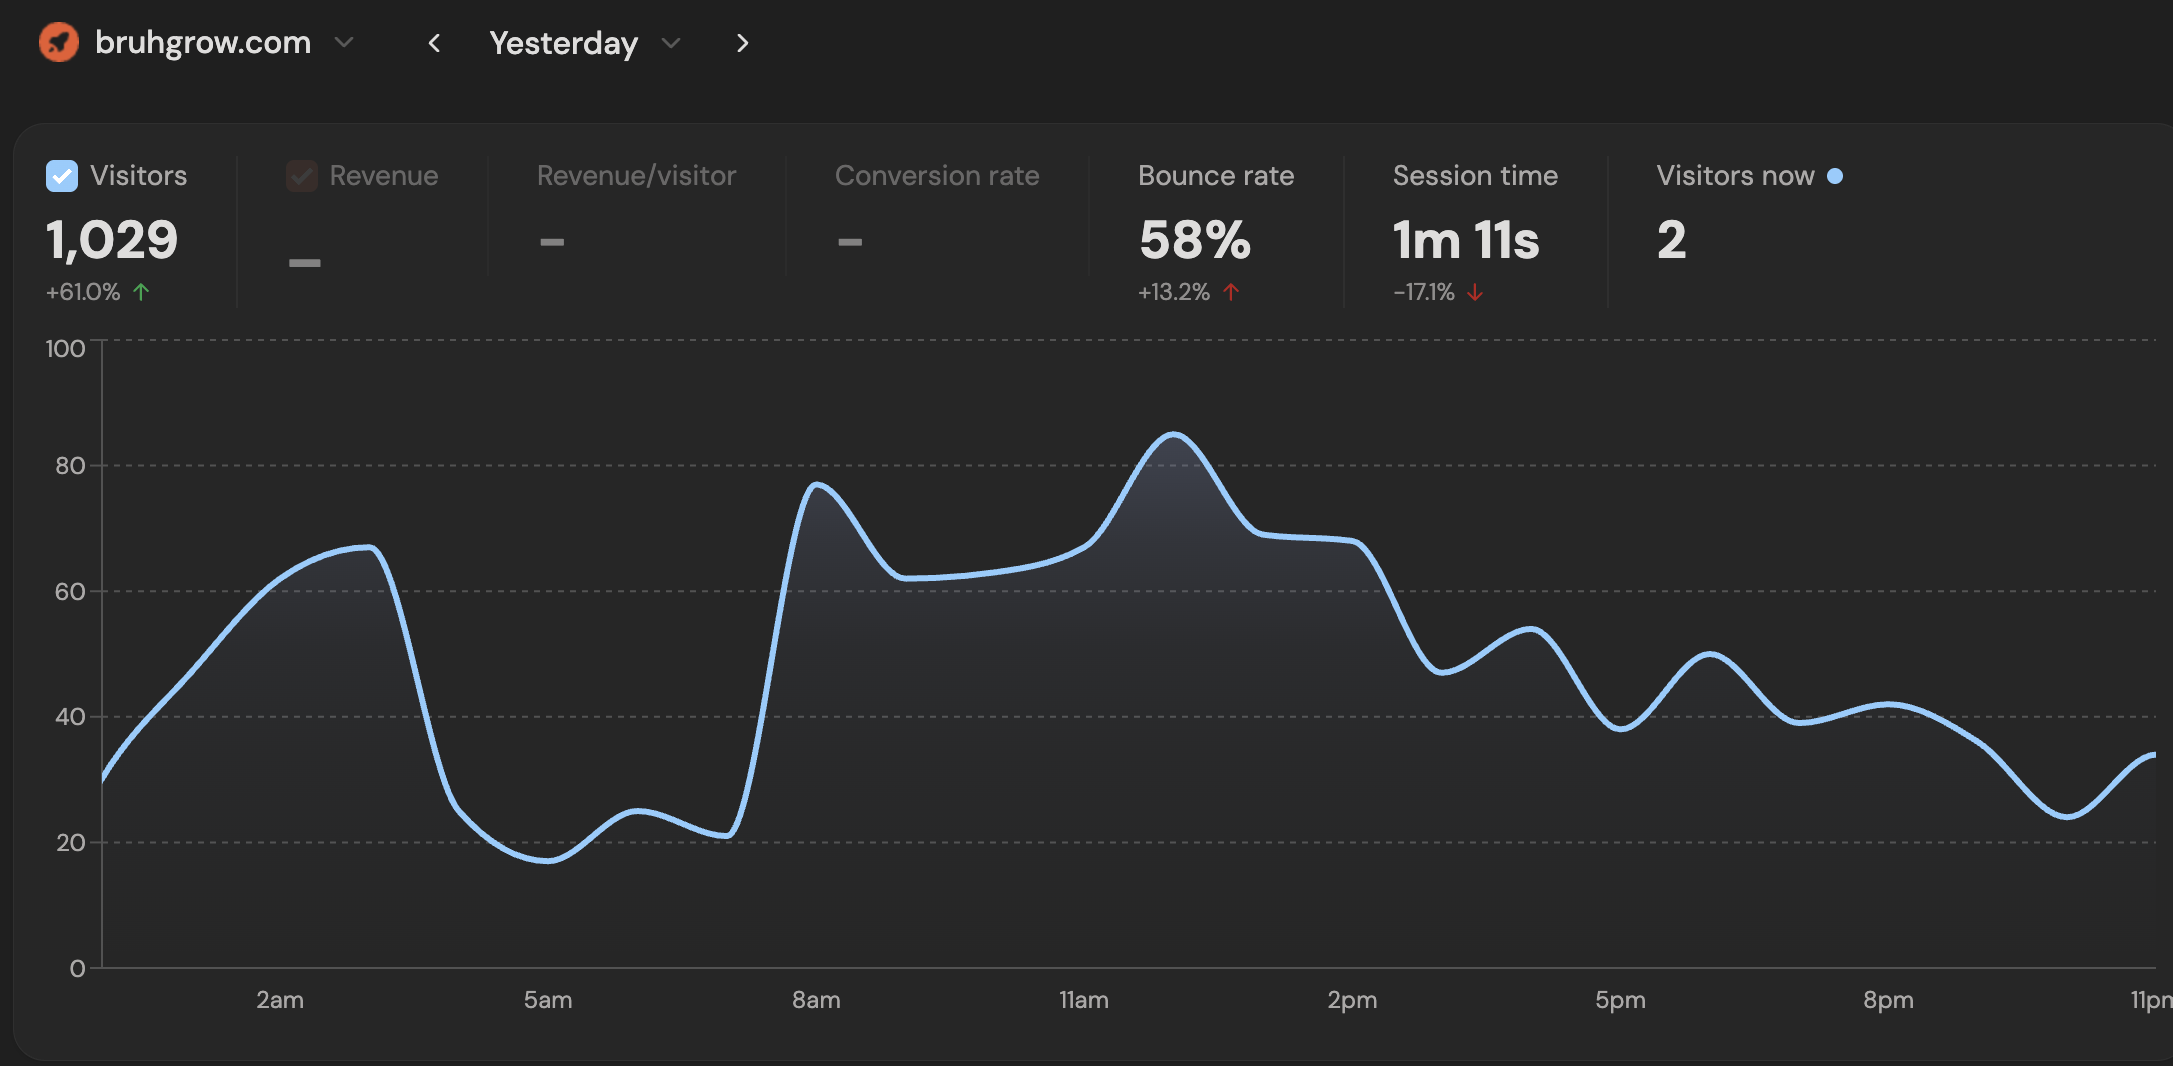 bruhgrow.com Yesterday
Visitors Revenue Revenue/visitor Conversion rate Bounce rate Session time Visitors now
1,029 – – – 58% 1m 11s 2
+61.0% ↑ +13.2% ↑ -17.1% ↓
100
80
60
40
20
0
2am 5am 8am 11am 2pm 5pm 8pm 11pm